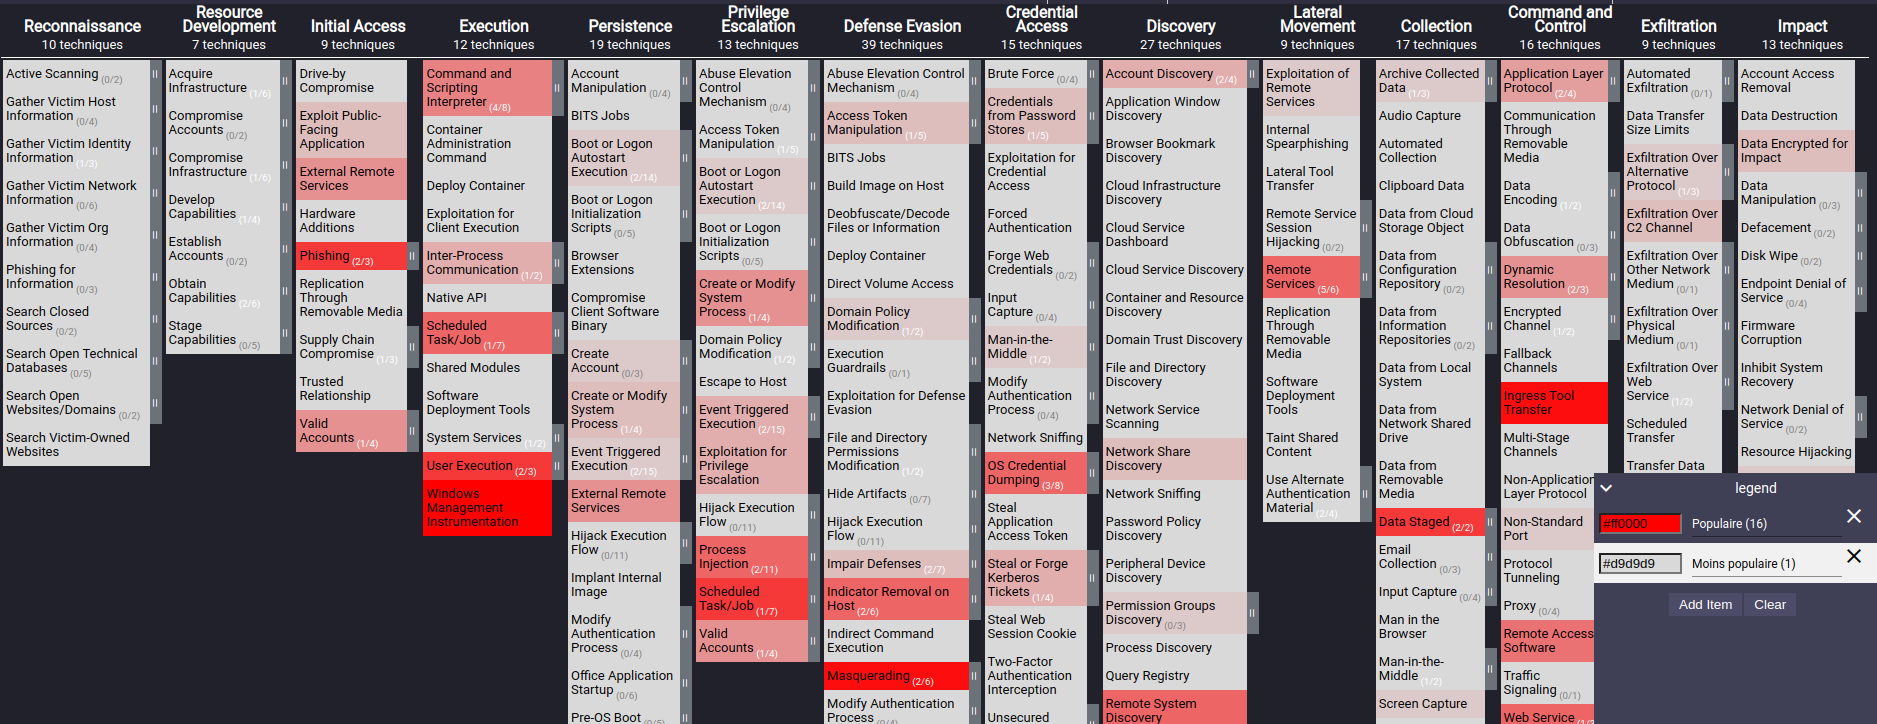 Reconnaissance
10 techniques
Active Scanning (0/2)
Gather Victim Host
Information (0/4)
Gather Victim Identity
Information (1/3)
Gather Victim Network
Information (0/6)
Gather Victim Org
Information (0/4)
Phishing for
Information (0/3)
Search Closed
Sources (0/2)
Search Open Technical
Databases (0/5)
Search Open
Websites/Domains (0/2)
Search Victim-Owned
Websites
Resource
Development
7 techniques
Acquire
Infrastructure (1/6)
Compromise
Accounts (0/2)
Compromise
Infrastructure (1/6)
Develop
Capabilities (1/4)
Establish
Accounts (0/2)
Obtain
Capabilities (2/6)
Stage
Capabilities (0/5)
Initial Access
9 techniques
Drive-by
Compromise
Exploit Public-
Facing
Application
External Remote
Services
Hardware
Additions
Phishing (2/3)
Replication
Through
Removable Media
Supply Chain
Compromise (1/3)
Trusted
Relationship
Valid
Accounts (1/4)
Execution
12 techniques
Command and
Scripting
Interpreter (4/8)
Container
Administration
Command
Deploy Container
Exploitation for
Client Execution
Inter-Process
Communication (1/2)
Native API
Scheduled
Task/Job (1/7)
Shared Modules
Software
Deployment Tools
System Services (1/2)
User Execution (2/3)
Windows
Management
Instrumentation
Persistence
19 techniques
Account
Manipulation (0/4)
BITS Jobs
Boot or Logon
Autostart
Execution (2/14)
Boot or Logon
Initialization
Scripts (0/5)
Browser
Extensions
Compromise
Client Software
Binary
Create
Account (0/3)
Create or Modify
System
Process (1/4)
Event Triggered
Execution (2/15)
External Remote
Services
Hijack Execution
Flow (0/11)
Implant Internal
Image
Modify
Authentication
Process (0/4)
Office Application
Startup (0/6)
Pre-OS Boot (0/5)
Privilege
Escalation
13 techniques
Abuse Elevation
Control
Mechanism (0/4)
Access Token
Manipulation (1/5)
Boot or Logon
Autostart
Execution (2/14)
Boot or Logon
Initialization
Scripts (0/5)
Create or Modify
System
Process (1/4)
Domain Policy
Modification (1/2)
Escape to Host
Event Triggered
Execution (2/15)
Exploitation for
Privilege
Escalation
Hijack Execution
Flow (0/11)
Process
Injection (2/11)
Scheduled
Task/Job (1/7)
Valid
Accounts (1/4)
Defense Evasion
39 techniques
Abuse Elevation Control
Mechanism (0/4)
Access Token
Manipulation (1/5)
BITS Jobs
Build Image on Host
Deobfuscate/Decode
Files or Information
Deploy Container
Direct Volume Access
Domain Policy
Modification (1/2)
Execution
Guardrails (0/1)
Exploitation for Defense
Evasion
File and Directory
Permissions
Modification (1/2)
Hide Artifacts (0/7)
Hijack Execution
Flow (0/11)
Impair Defenses (2/7)
Indicator Removal on
Host (2/6)
Indirect Command
Execution
Masquerading (2/6)
Modify Authentication
Process (0/4)
Credential
Access
15 techniques
Brute Force (0/4)
Credentials
from Password
Stores (1/5)
Exploitation for
Credential
Access
Forced
Authentication
Forge Web
Credentials (0/2)
Input
Capture (0/4)
Man-in-the-
Middle (1/2)
Modify
Authentication
Process (0/4)
Network Sniffing
OS Credential
Dumping (3/8)
Steal
Application
Access Token
Steal or Forge
Kerberos
Tickets (1/4)
Steal Web
Session Cookie
Two-Factor
Authentication
Interception
Unsecured
Discovery
27 techniques
Account Discovery (2/4)
Application Window
Discovery
Browser Bookmark
Discovery
Cloud Infrastructure
Discovery
Cloud Service
Dashboard
Cloud Service Discovery
Container and Resource
Discovery
Domain Trust Discovery
File and Directory
Discovery
Network Service
Scanning
Network Share
Discovery
Network Sniffing
Password Policy
Discovery
Peripheral Device
Discovery
Permission Groups
Discovery (0/3)
Process Discovery
Query Registry
Remote System
Discovery
Lateral
Movement
9 techniques
Exploitation of
Remote
Services
Internal
Spearphishing
Lateral Tool
Transfer
Remote Service
Session
Hijacking (0/2)
Remote
Services (5/6)
Replication
Through
Removable
Media
Software
Deployment
Tools
Taint Shared
Content
Use Alternate
Authentication
Material (2/4)
Collection
17 techniques
Archive Collected
Data (1/3)
Audio Capture
Automated
Collection
Clipboard Data
Data from Cloud
Storage Object
Data from
Configuration
Repository (0/2)
Data from
Information
Repositories (0/2)
Data from Local
System
Data from
Network Shared
Drive
Data from
Removable
Media
Data Staged (2/2)
Email
Collection (0/3)
Input Capture (0/4)
Man in the
Browser
Man-in-the-
Middle (1/2)
Screen Capture
Command and
Control
16 techniques
Application Layer
Protocol (2/4)
Communication
Through
Removable
Media
Data
Encoding (1/2)
Data
Obfuscation (0/3)
Dynamic
Resolution (2/3)
Encrypted
Channel (1/2)
Fallback
Channels
Ingress Tool
Transfer
Multi-Stage
Channels
Non-Application
Layer Protocol
Non-Standard
Port
Protocol
Tunneling
Proxy (0/4)
Remote Access
Software
Traffic
Signaling (0/1)
Web Service
Exfiltration
9 techniques
Automated
Exfiltration (0/1)
Data Transfer
Size Limits
Exfiltration Over
Alternative
Protocol (1/3)
Exfiltration Over
C2 Channel
Exfiltration Over
Other Network
Medium (0/1)
Exfiltration Over
Physical
Medium (0/1)
Exfiltration Over
Web
Service (1/2)
Scheduled
Transfer
Transfer Data
Impact
13 techniques
Account Access
Removal
Data Destruction
Data Encrypted for
Impact
Data
Manipulation (0/3)
Defacement (0/2)
Disk Wipe (0/2)
Endpoint Denial of
Service (0/4)
Firmware
Corruption
Inhibit System
Recovery
Network Denial of
Service (0/2)
Resource Hijacking
legend
#ff0000 Populaire (16)
#d9d9d9 Moins populaire (1)
Add Item Clear